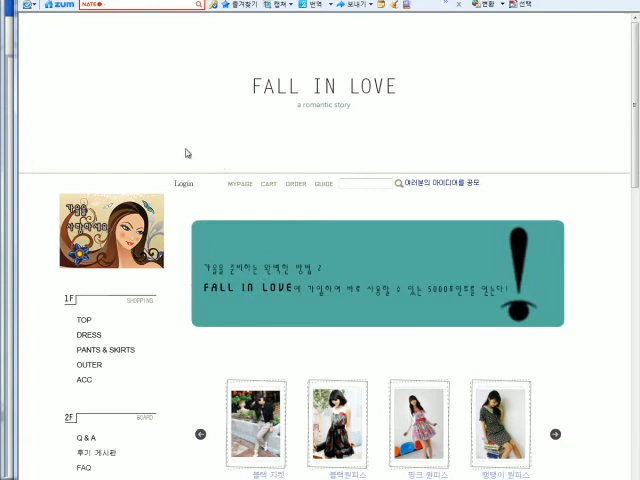 zum NATE 즐겨찾기 캡쳐 번역 보내기 변환 선택
FALL IN LOVE
a romantic story
Login MYPAGE CART ORDER GUIDE 여러분의 아이디어를 공모
가을을
사랑하세요
가을을 준비하는 완벽한 방법 2
FALL IN LOVE에 가입하여 바로 사용할 수 있는 5000포인트를 얻는다!
1F SHOPPING
TOP
DRESS
PANTS & SKIRTS
OUTER
ACC
2F BOARD
Q & A
후기 게시판
FAQ
블랙 자켓 블랙원피스 핑크 원피스 땡땡이 원피스